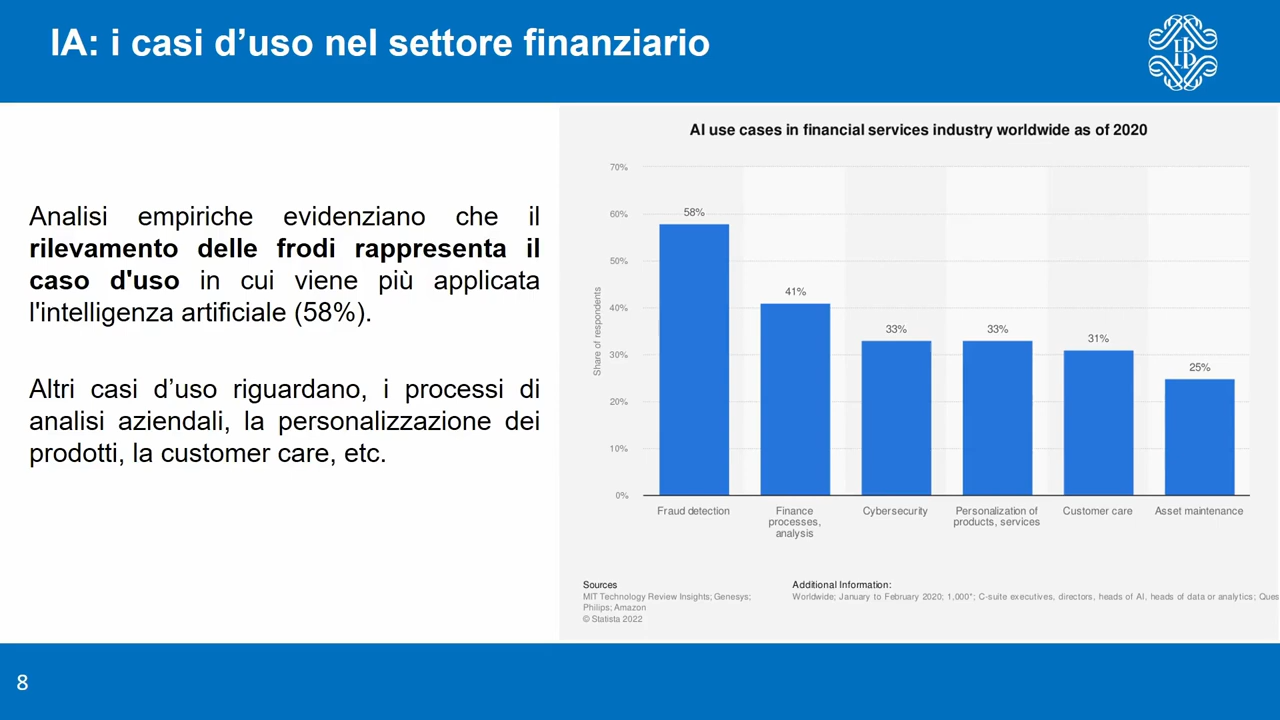 IA: i casi d’uso nel settore finanziario
Analisi empiriche evidenziano che il
rilevamento delle frodi rappresenta il
caso d'uso in cui viene più applicata
l'intelligenza artificiale (58%).
Altri casi d’uso riguardano, i processi di
analisi aziendali, la personalizzazione dei
prodotti, la customer care, etc.
AI use cases in financial services industry worldwide as of 2020
Share of respondents
70%
60%
50%
40%
30%
20%
10%
0%
58%
41%
33%
33%
31%
25%
Fraud detection
Finance
processes,
analysis
Cybersecurity
Personalization of
products, services
Customer care
Asset maintenance
Sources
MIT Technology Review Insights; Genesys;
Philips; Amazon
© Statista 2022
Additional Information:
Worldwide; January to February 2020; 1,000*; C-suite executives, directors, heads of AI, heads of data or analytics; Ques
8